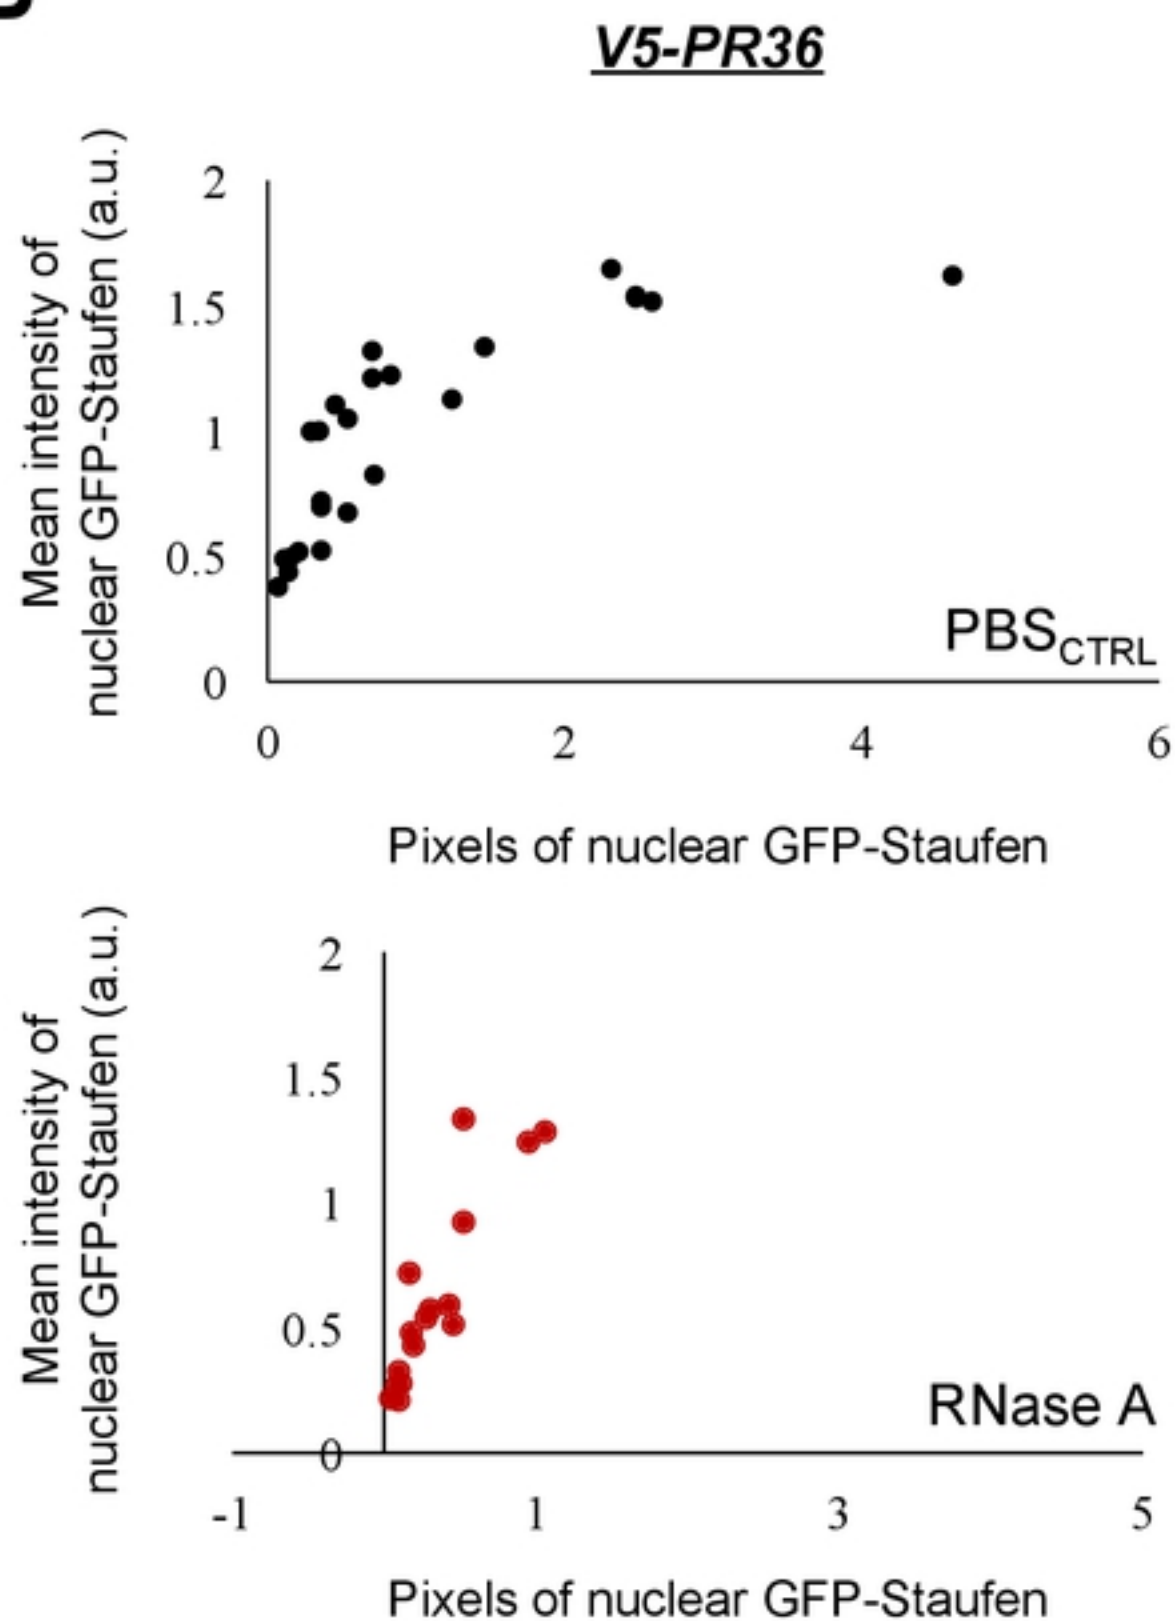 V5-PR36
Mean intensity of
nuclear GFP-Staufen (a.u.)
2
1.5
1
0.5
0
PBSCTRL
0 2 4 6
Pixels of nuclear GFP-Staufen
Mean intensity of
nuclear GFP-Staufen (a.u.)
2
1.5
1
0.5
0
RNase A
-1 1 3 5
Pixels of nuclear GFP-Staufen